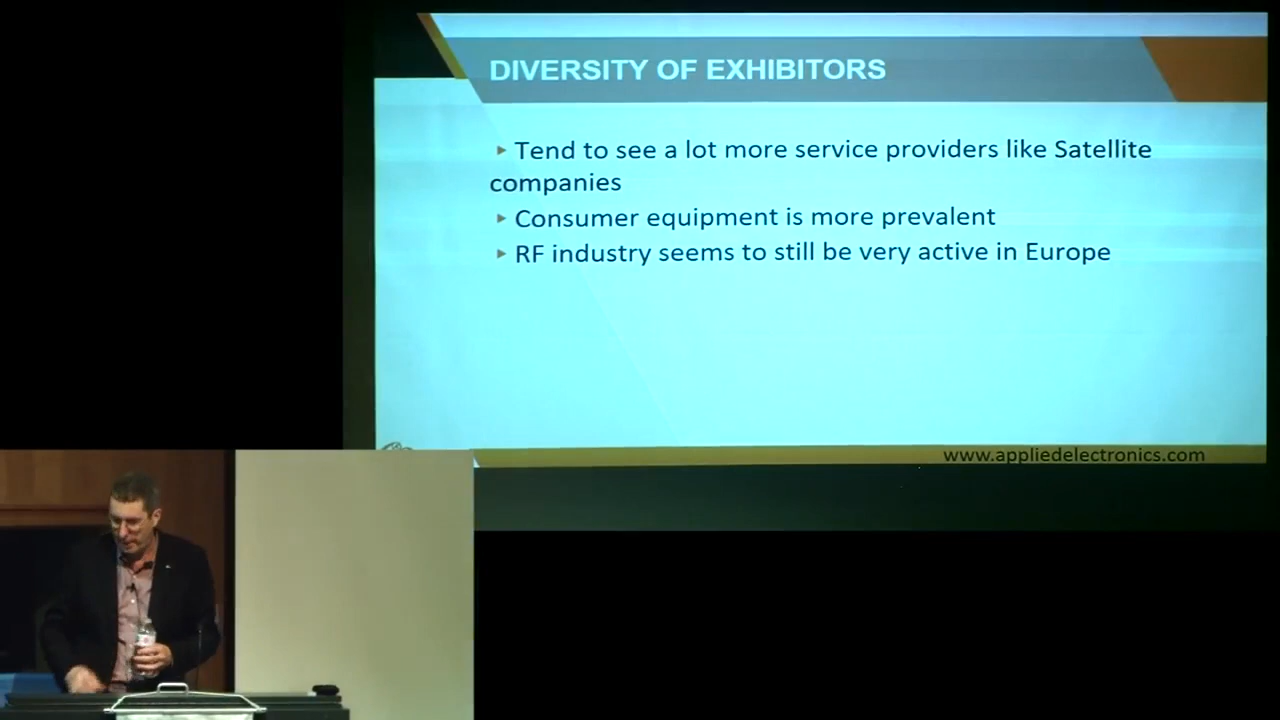 DIVERSITY OF EXHIBITORS
▸ Tend to see a lot more service providers like Satellite
companies
▸ Consumer equipment is more prevalent
▸ RF industry seems to still be very active in Europe
www.appliedelectronics.com